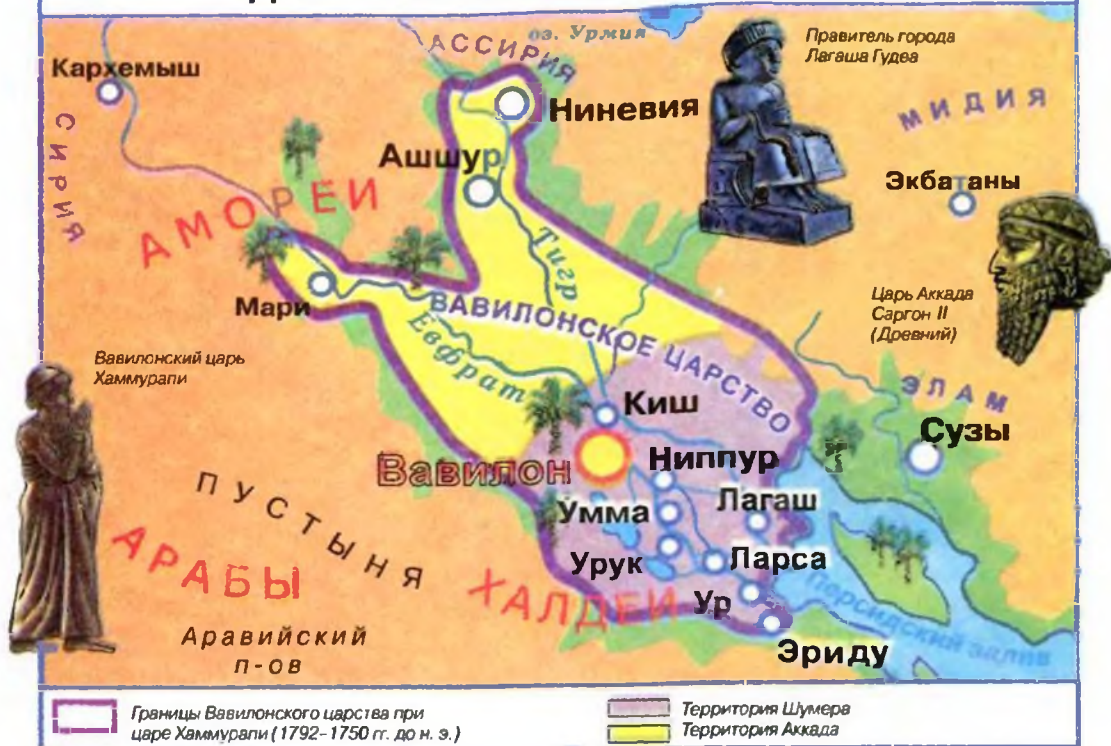 оз. Урмия
АССИРИЯ
Правитель города
Лагаша Гудеа
Кархемыш
Ниневия
МИДИЯ
СИРИЯ
Ашшур
Экбатаны
АМОРЕИ
Тигр
Мари
ВАВИЛОНСКОЕ ЦАРСТВО
Царь Аккада
Саргон II
(Древний)
Евфрат
Вавилонский царь
Хаммурапи
ЭЛАМ
Киш
Сузы
Вавилон
Ниппур
ПУСТЫНЯ
Умма
Лагаш
АРАБЫ
Урук
Ларса
ХАЛДЕИ
Ур
Персидский залив
Аравийский
п-ов
Эриду
Границы Вавилонского царства при
царе Хаммурапи (1792-1750 гг. до н. э.)
Территория Шумера
Территория Аккада